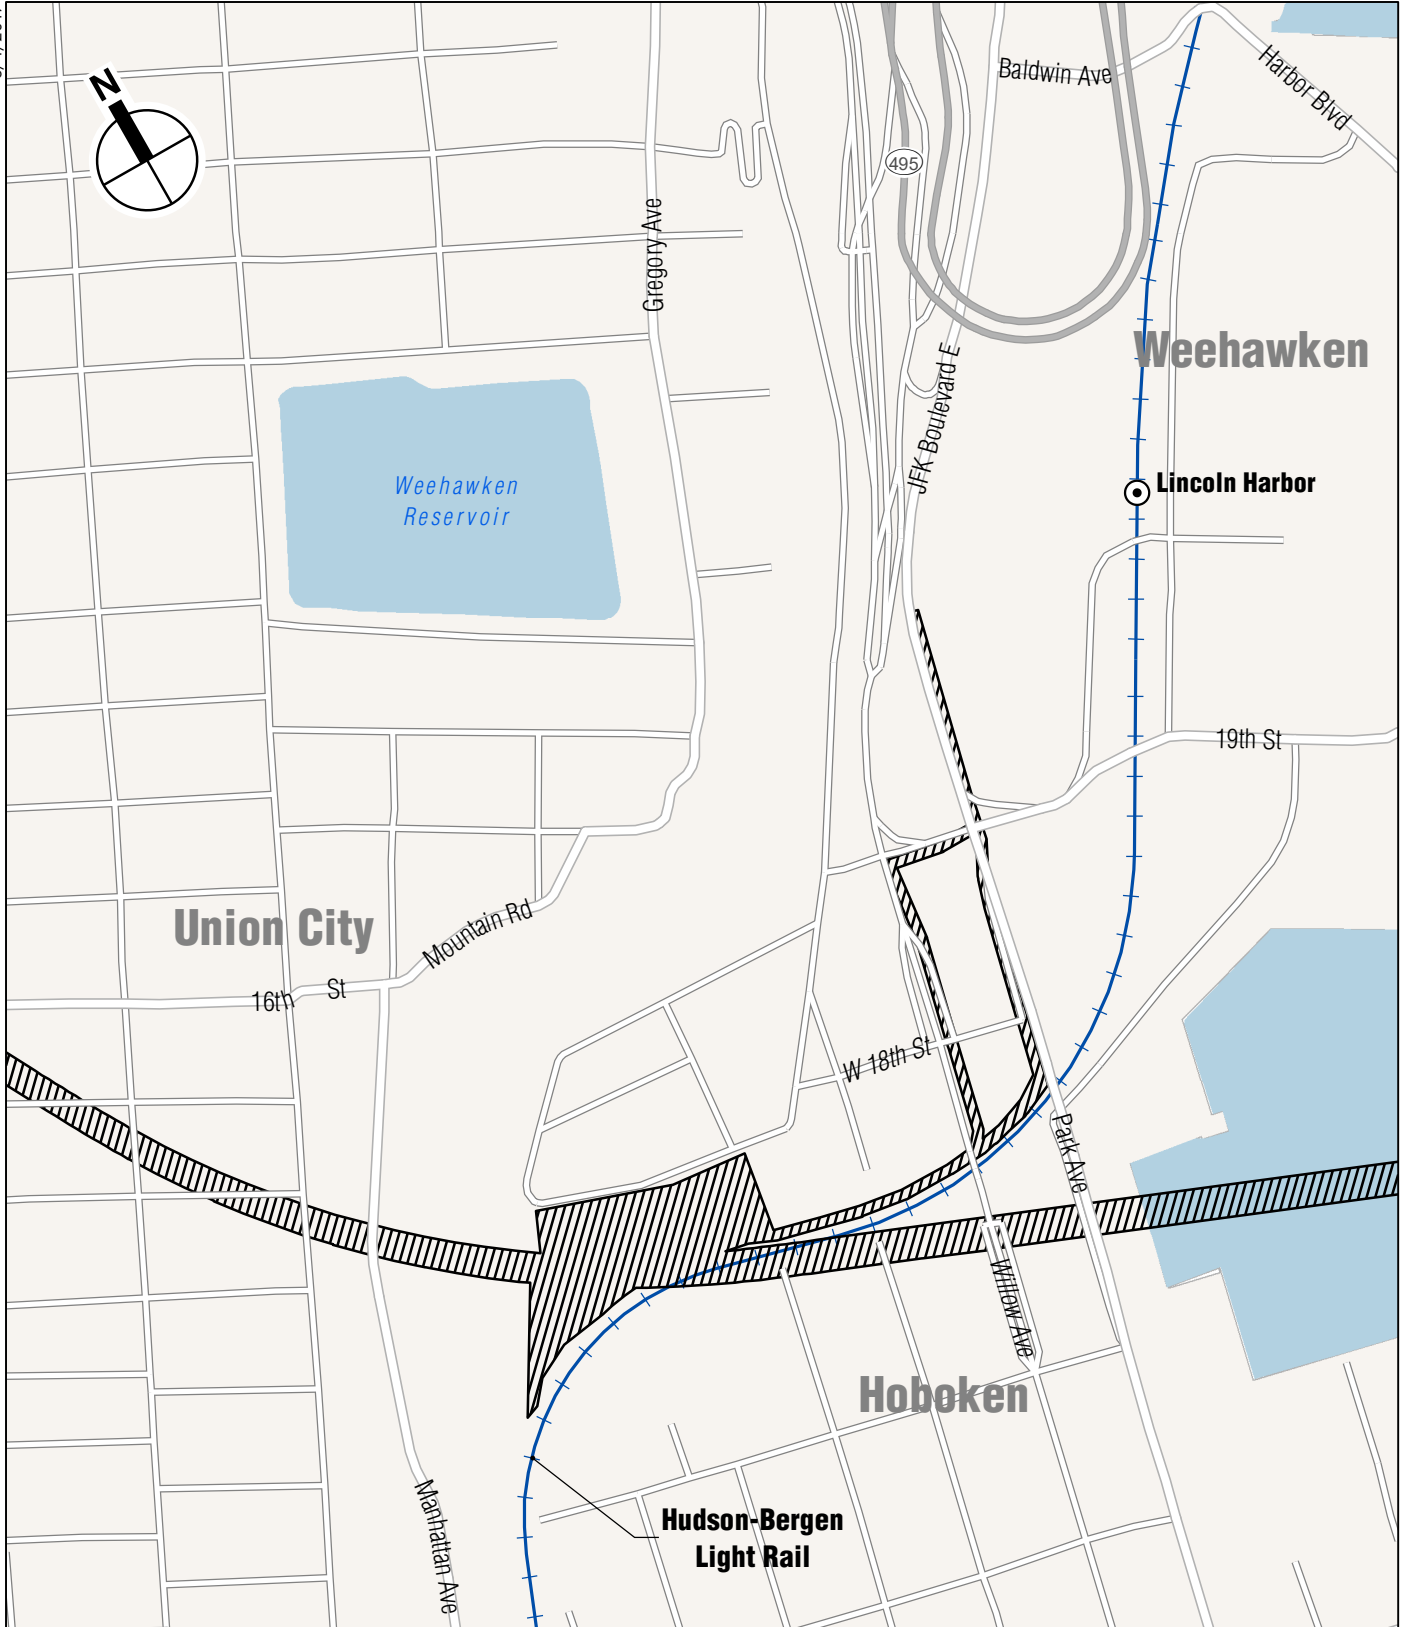 N
Baldwin Ave
Harbor Blvd
495
Gregory Ave
Weehawken
JFK Boulevard E
Lincoln Harbor
Weehawken
Reservoir
19th St
Union City
Mountain Rd
16th St
W 18th St
Park Ave
Willow Ave
Hoboken
Manhattan Ave
Hudson-Bergen
Light Rail